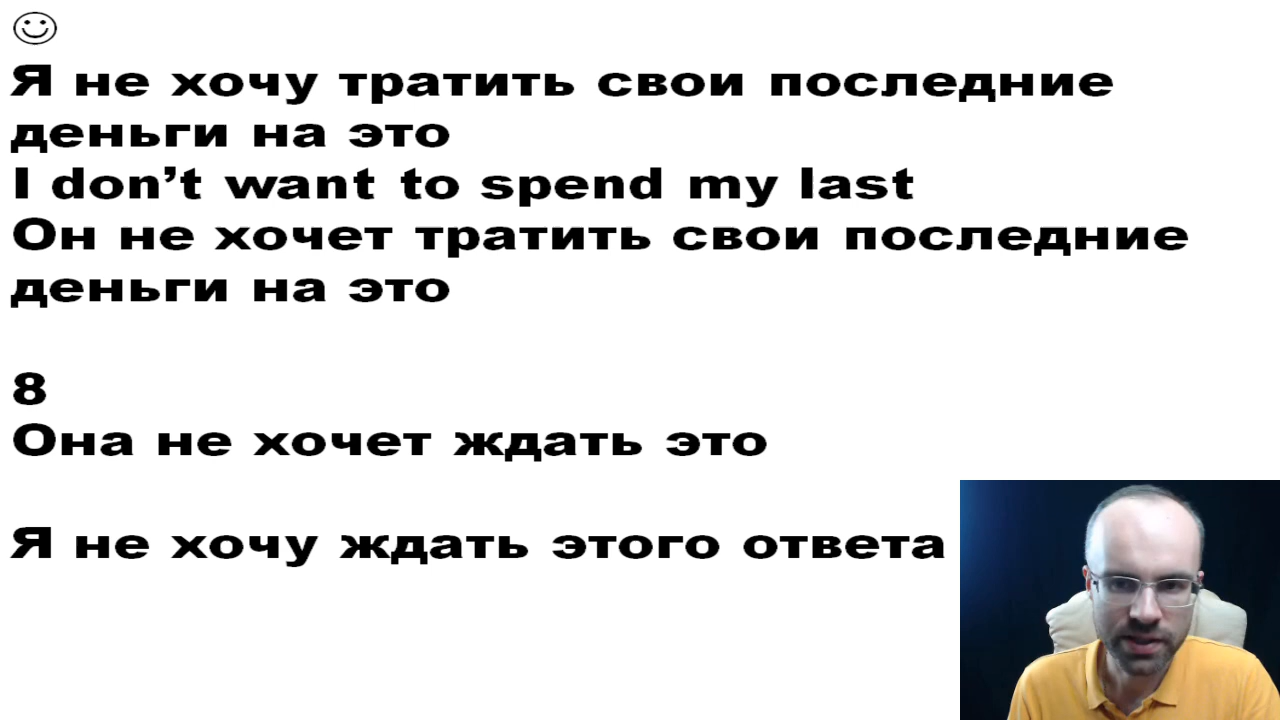 Я не хочу тратить свои последние
деньги на это
I don’t want to spend my last
Он не хочет тратить свои последние
деньги на это
8
Она не хочет ждать это
Я не хочу ждать этого ответа